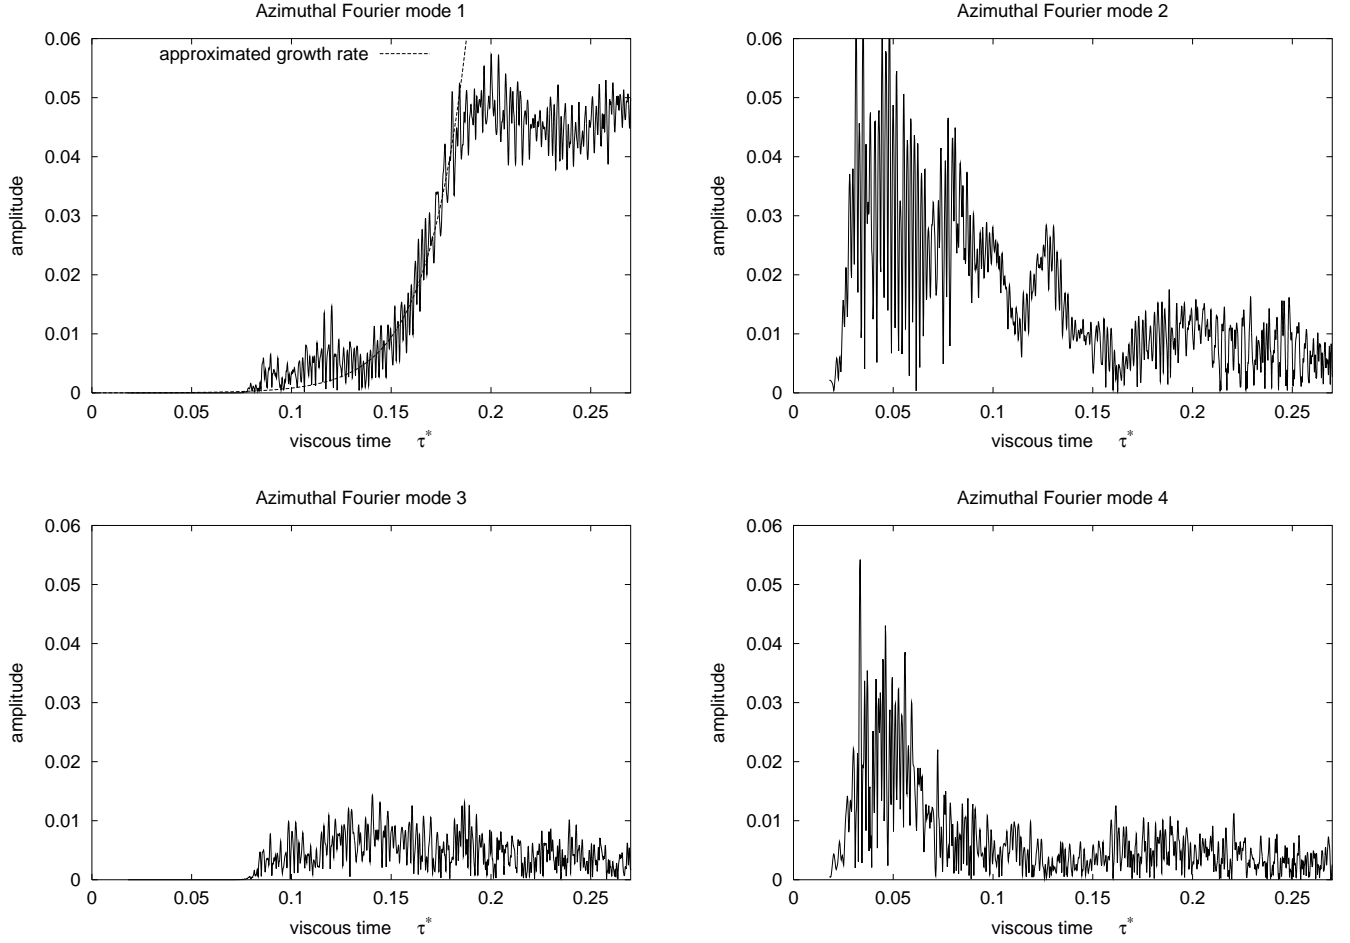 Azimuthal Fourier mode 1
approximated growth rate
0.06
0.05
0.04
0.03
0.02
0.01
0
amplitude
0 0.05 0.1 0.15 0.2 0.25
viscous time τ*
Azimuthal Fourier mode 2
0.06
0.05
0.04
0.03
0.02
0.01
0
amplitude
0 0.05 0.1 0.15 0.2 0.25
viscous time τ*
Azimuthal Fourier mode 3
0.06
0.05
0.04
0.03
0.02
0.01
0
amplitude
0 0.05 0.1 0.15 0.2 0.25
viscous time τ*
Azimuthal Fourier mode 4
0.06
0.05
0.04
0.03
0.02
0.01
0
amplitude
0 0.05 0.1 0.15 0.2 0.25
viscous time τ*